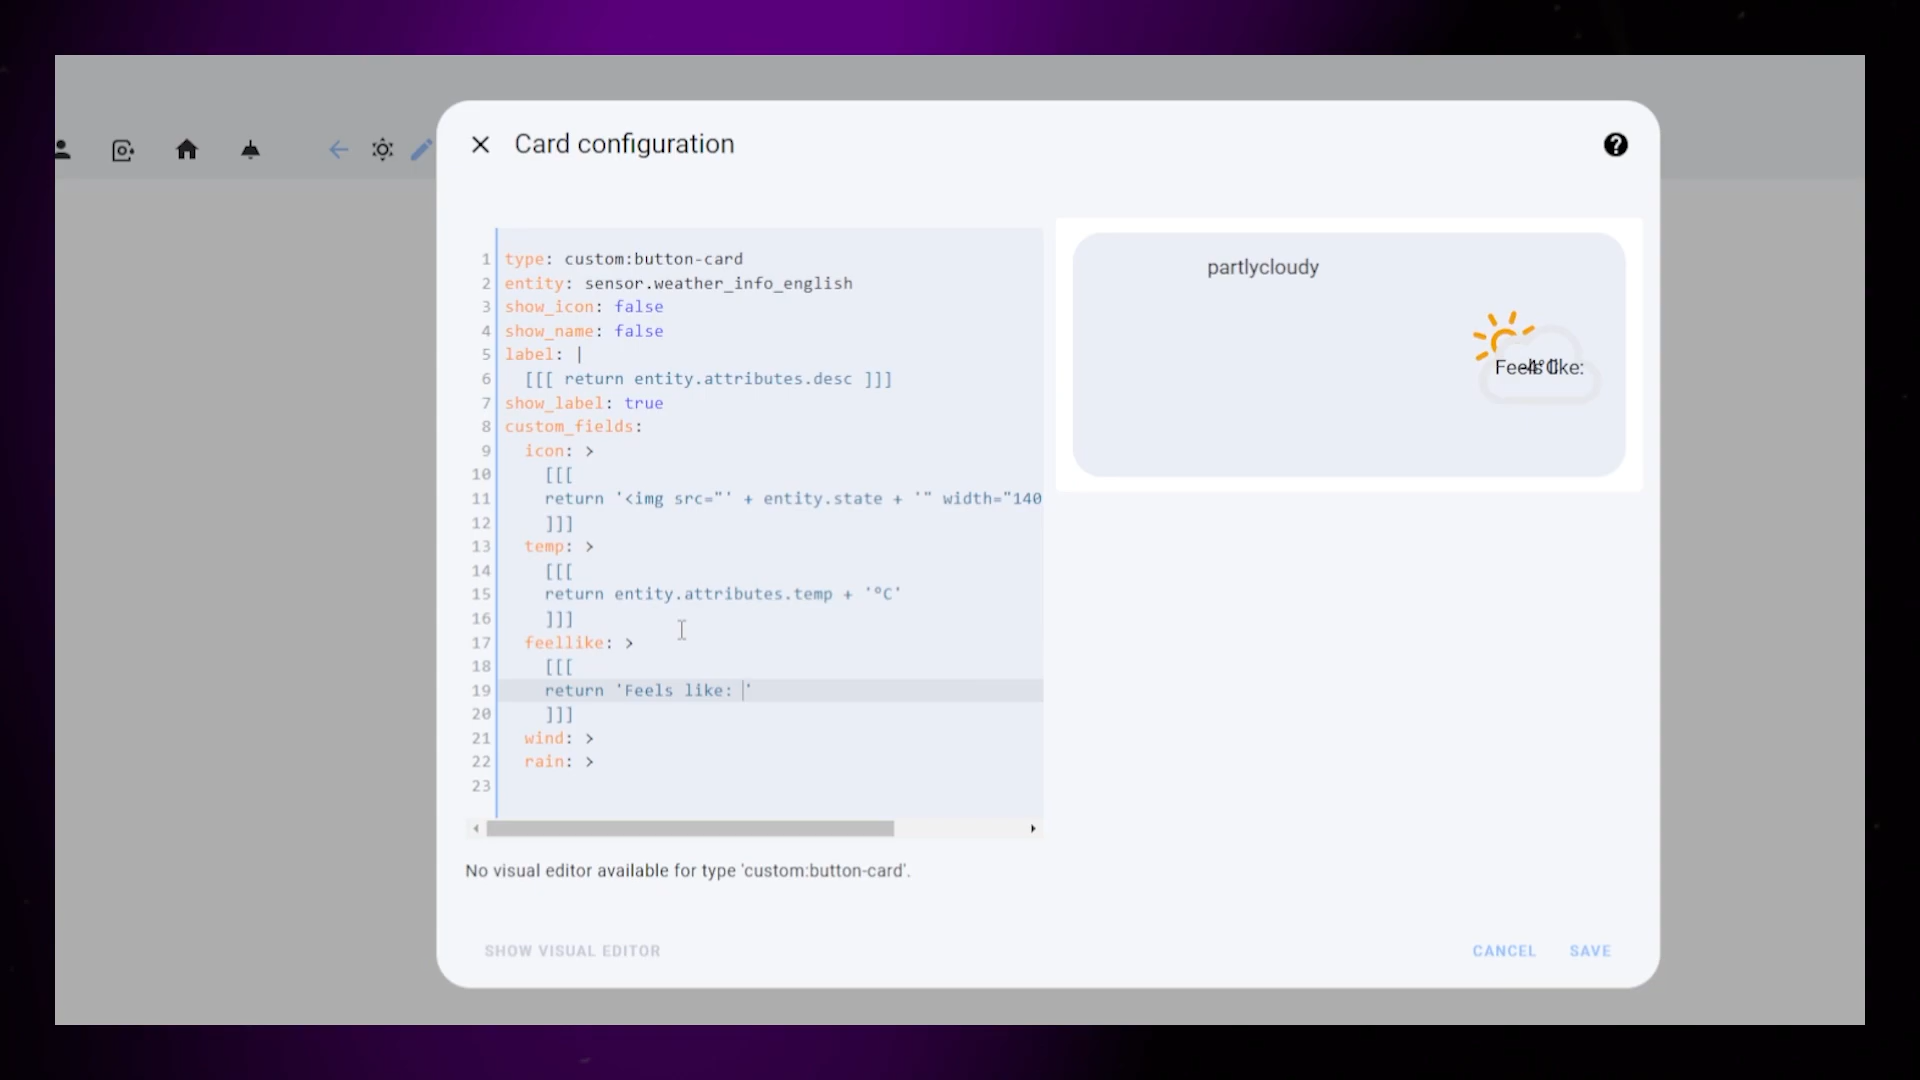 Card configuration
1 type: custom:button-card
2 entity: sensor.weather_info_english
3 show_icon: false
4 show_name: false
5 label: |
6 [[[ return entity.attributes.desc ]]]
7 show_label: true
8 custom_fields:
9 icon: >
10 [[[
11 return '<img src="' + entity.state + '" width="140
12 ]]]
13 temp: >
14 [[[
15 return entity.attributes.temp + '°C'
16 ]]]
17 feellike: >
18 [[[
19 return 'Feels like: '
20 ]]]
21 wind: >
22 rain: >
23
partlycloudy
Feels like:
No visual editor available for type 'custom:button-card'.
SHOW VISUAL EDITOR
CANCEL
SAVE